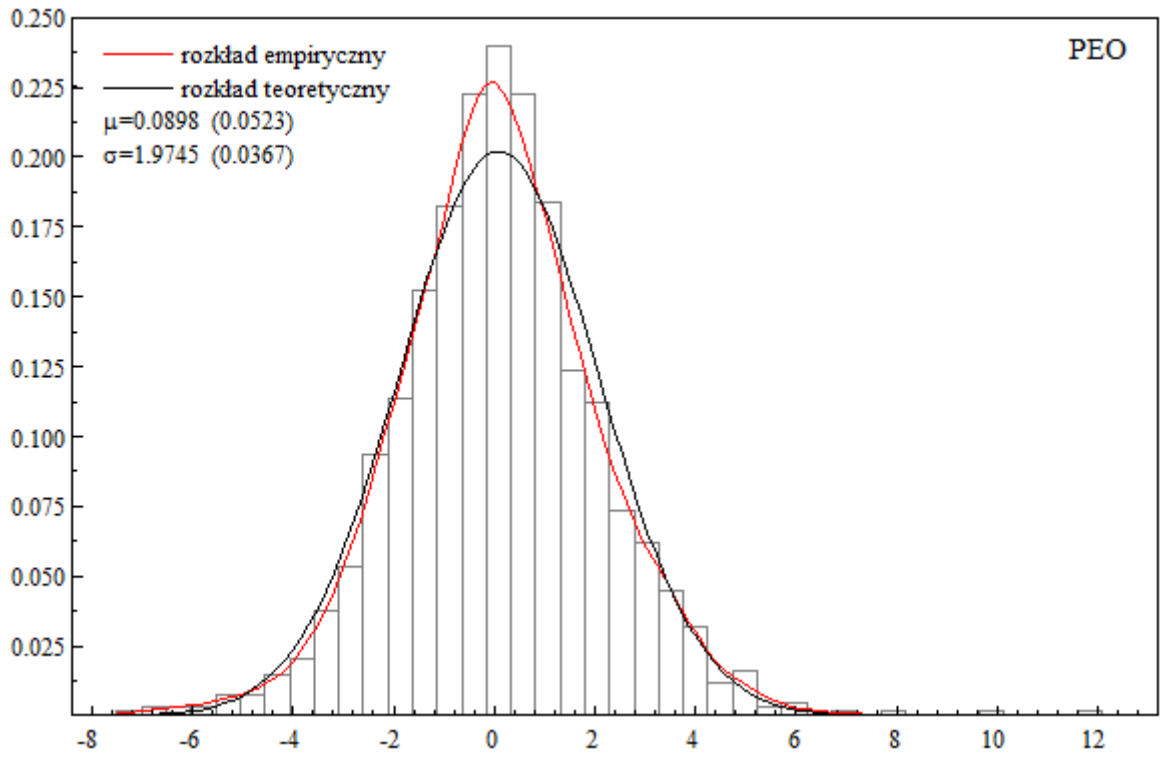 0.250
0.225
0.200
0.175
0.150
0.125
0.100
0.075
0.050
0.025
rozkład empiryczny
rozkład teoretyczny
μ=0.0898 (0.0523)
σ=1.9745 (0.0367)
PEO
-8 -6 -4 -2 0 2 4 6 8 10 12